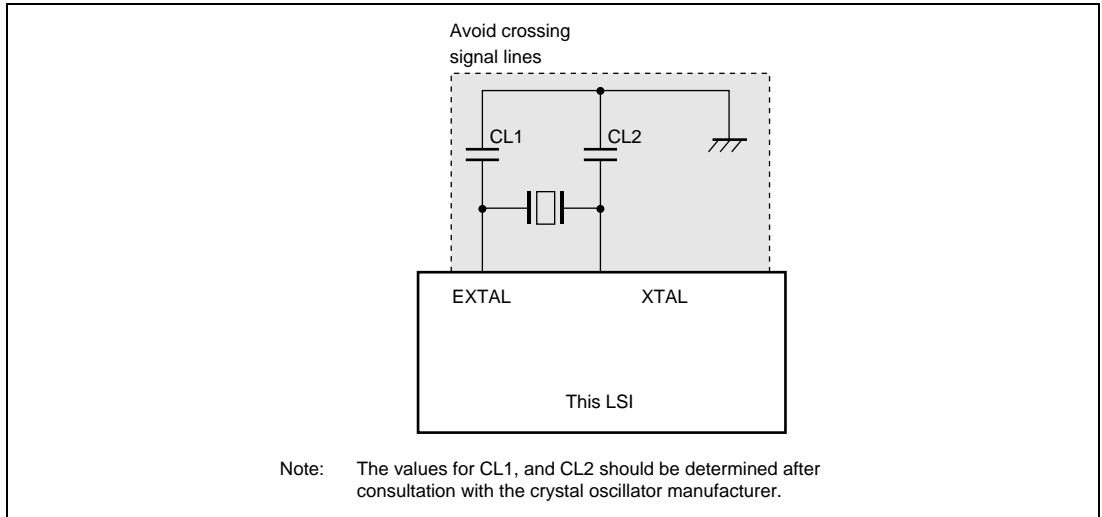 Avoid crossing
signal lines
CL1
CL2
EXTAL
XTAL
This LSI
Note: The values for CL1, and CL2 should be determined after
consultation with the crystal oscillator manufacturer.